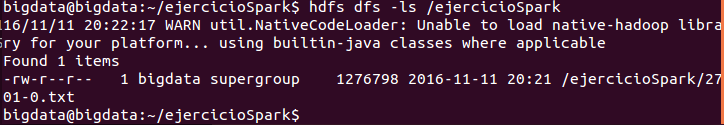 bigdata@bigdata:~/ejercicioSpark$ hdfs dfs -ls /ejercicioSpark
16/11/11 20:22:17 WARN util.NativeCodeLoader: Unable to load native-hadoop libra
ry for your platform... using builtin-java classes where applicable
Found 1 items
-rw-r--r--   1 bigdata supergroup    1276798 2016-11-11 20:21 /ejercicioSpark/27
01-0.txt
bigdata@bigdata:~/ejercicioSpark$